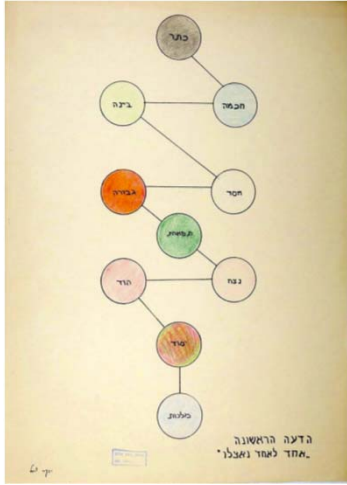 כתר
חכמה
בינה
חסד
גבורה
תפארת
נצח
הוד
יסוד
מלכות
הדעה הראשונה
"אחד לאחד נאצלו"